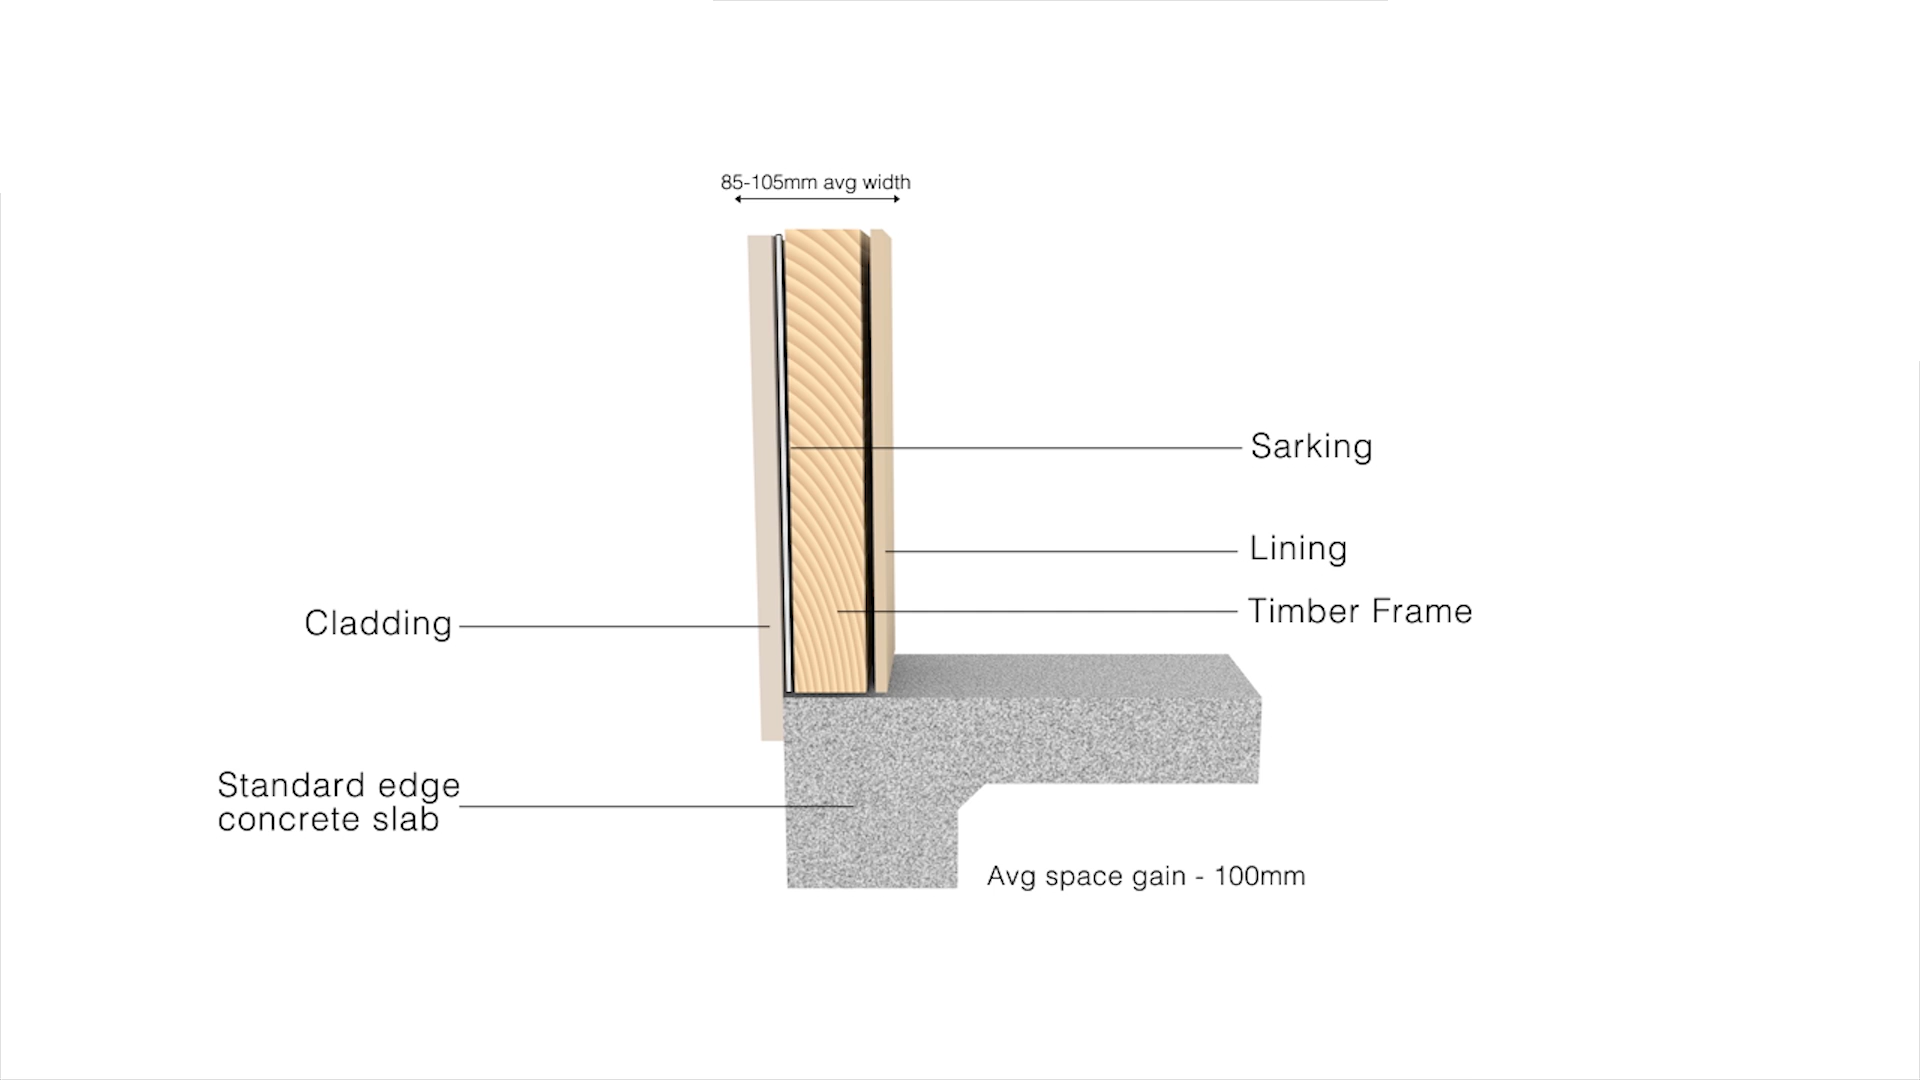 85-105mm avg width
Sarking
Lining
Timber Frame
Cladding
Standard edge
concrete slab
Avg space gain - 100mm